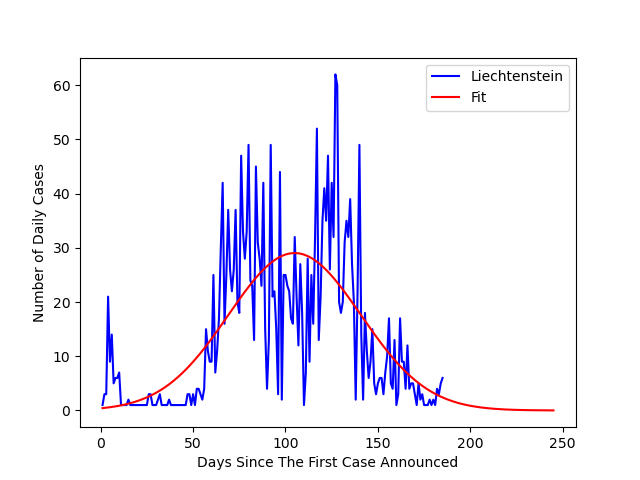 Liechtenstein
Fit
60
50
40
30
20
10
0
Number of Daily Cases
0 50 100 150 200 250
Days Since The First Case Announced